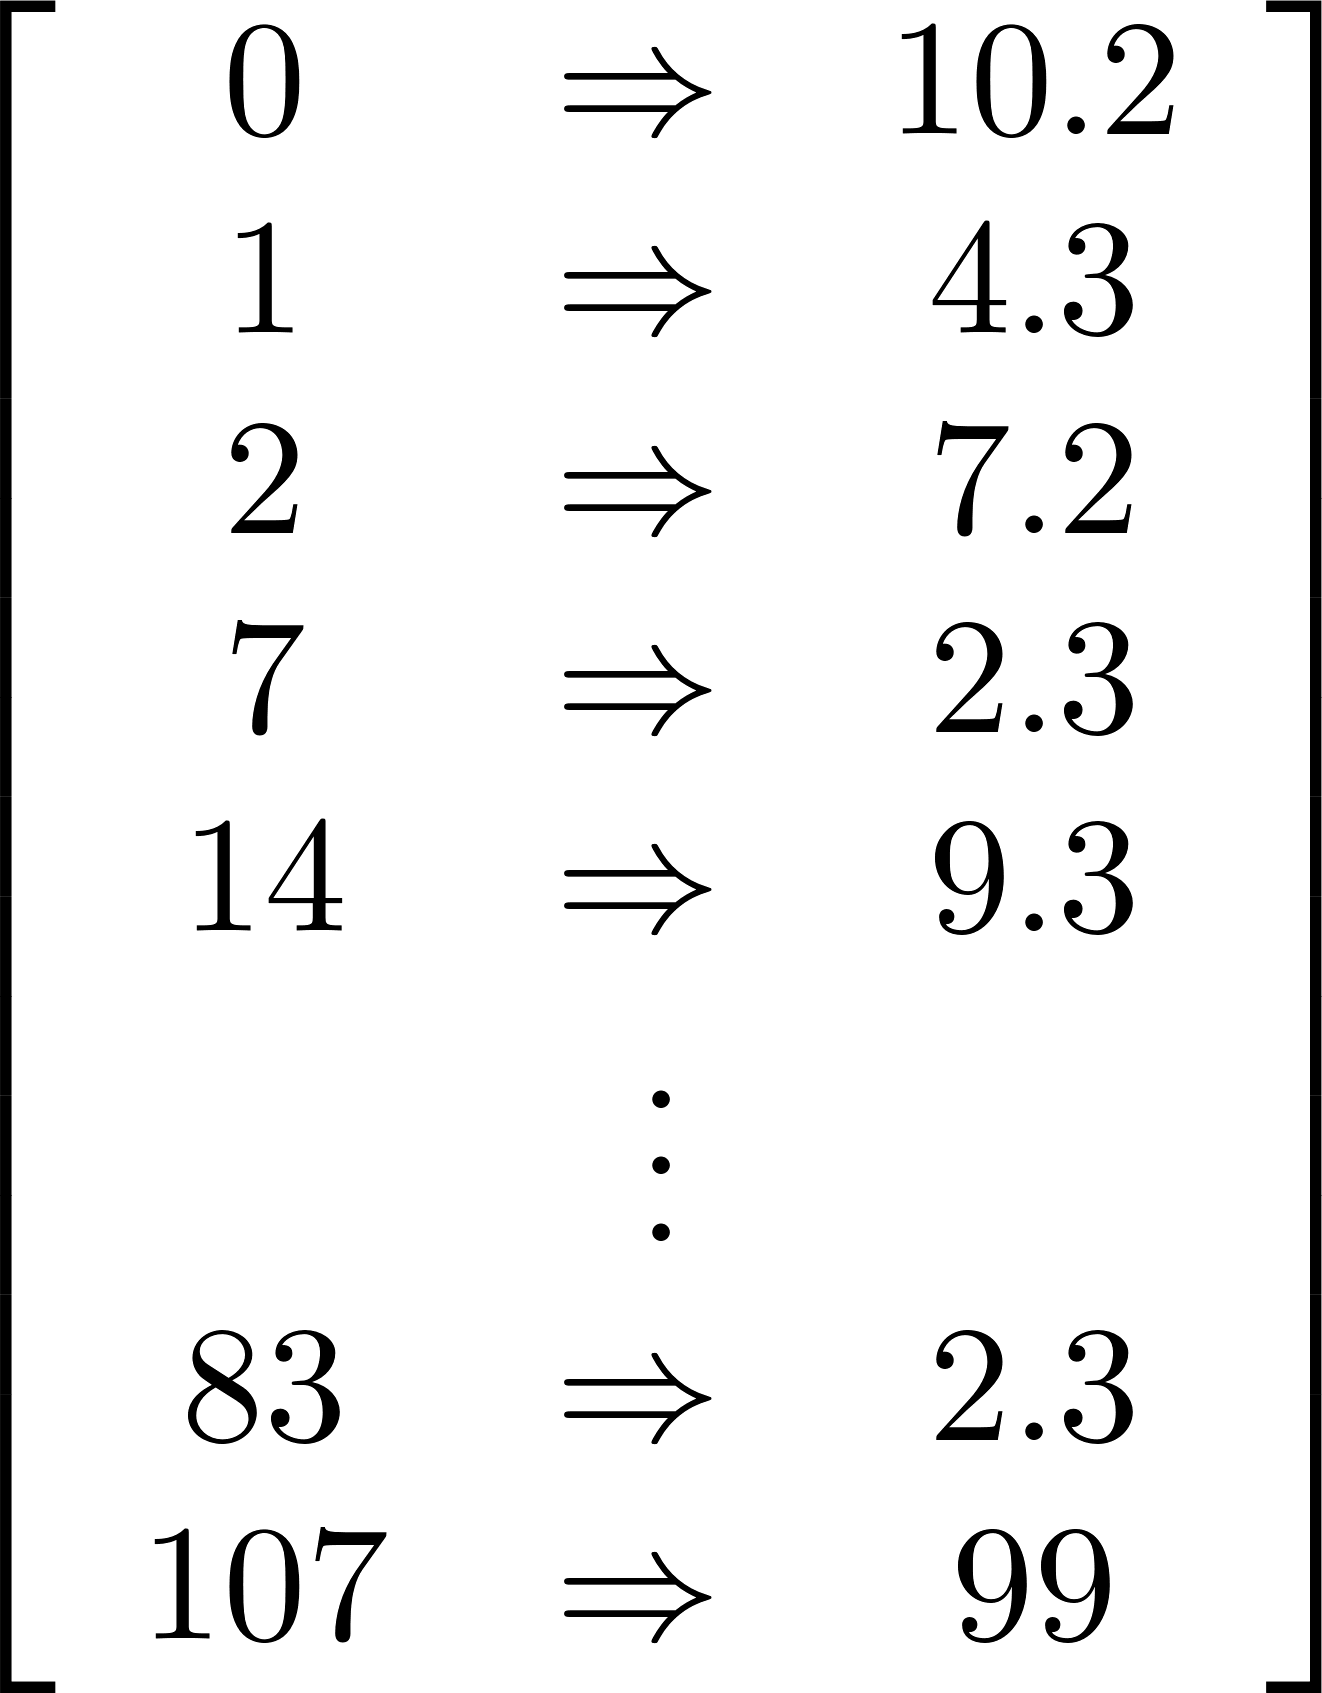 0 ⇒ 10.2
1 ⇒ 4.3
2 ⇒ 7.2
7 ⇒ 2.3
14 ⇒ 9.3
⋮
83 ⇒ 2.3
107 ⇒ 99